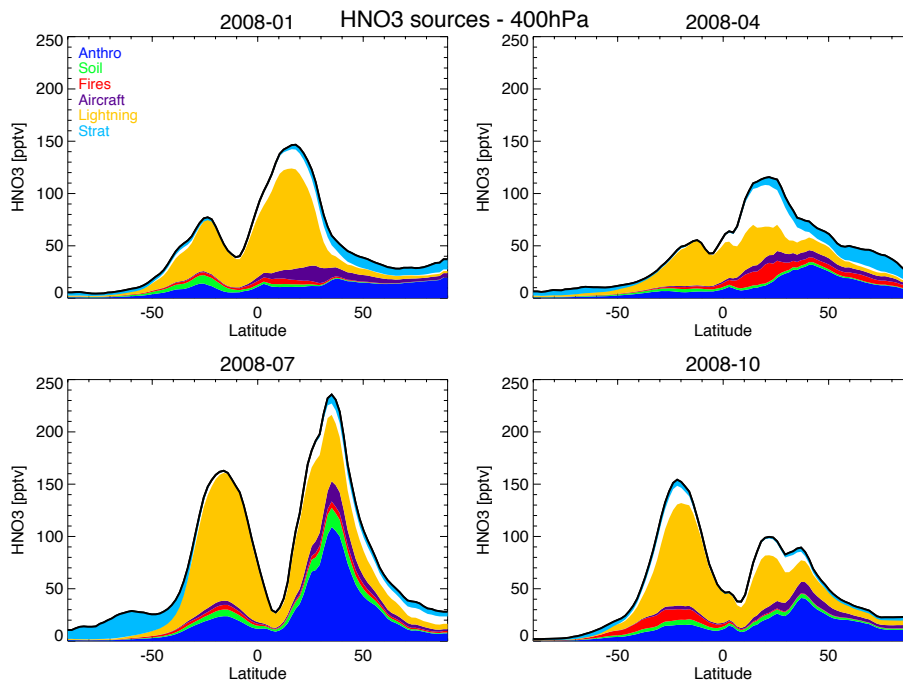 HNO3 sources - 400hPa
2008-01
250
200
150
100
50
0
HNO3 [pptv]
Anthro
Soil
Fires
Aircraft
Lightning
Strat
-50 0 50
Latitude
2008-04
250
200
150
100
50
0
HNO3 [pptv]
-50 0 50
Latitude
2008-07
250
200
150
100
50
0
HNO3 [pptv]
-50 0 50
Latitude
2008-10
250
200
150
100
50
0
HNO3 [pptv]
-50 0 50
Latitude